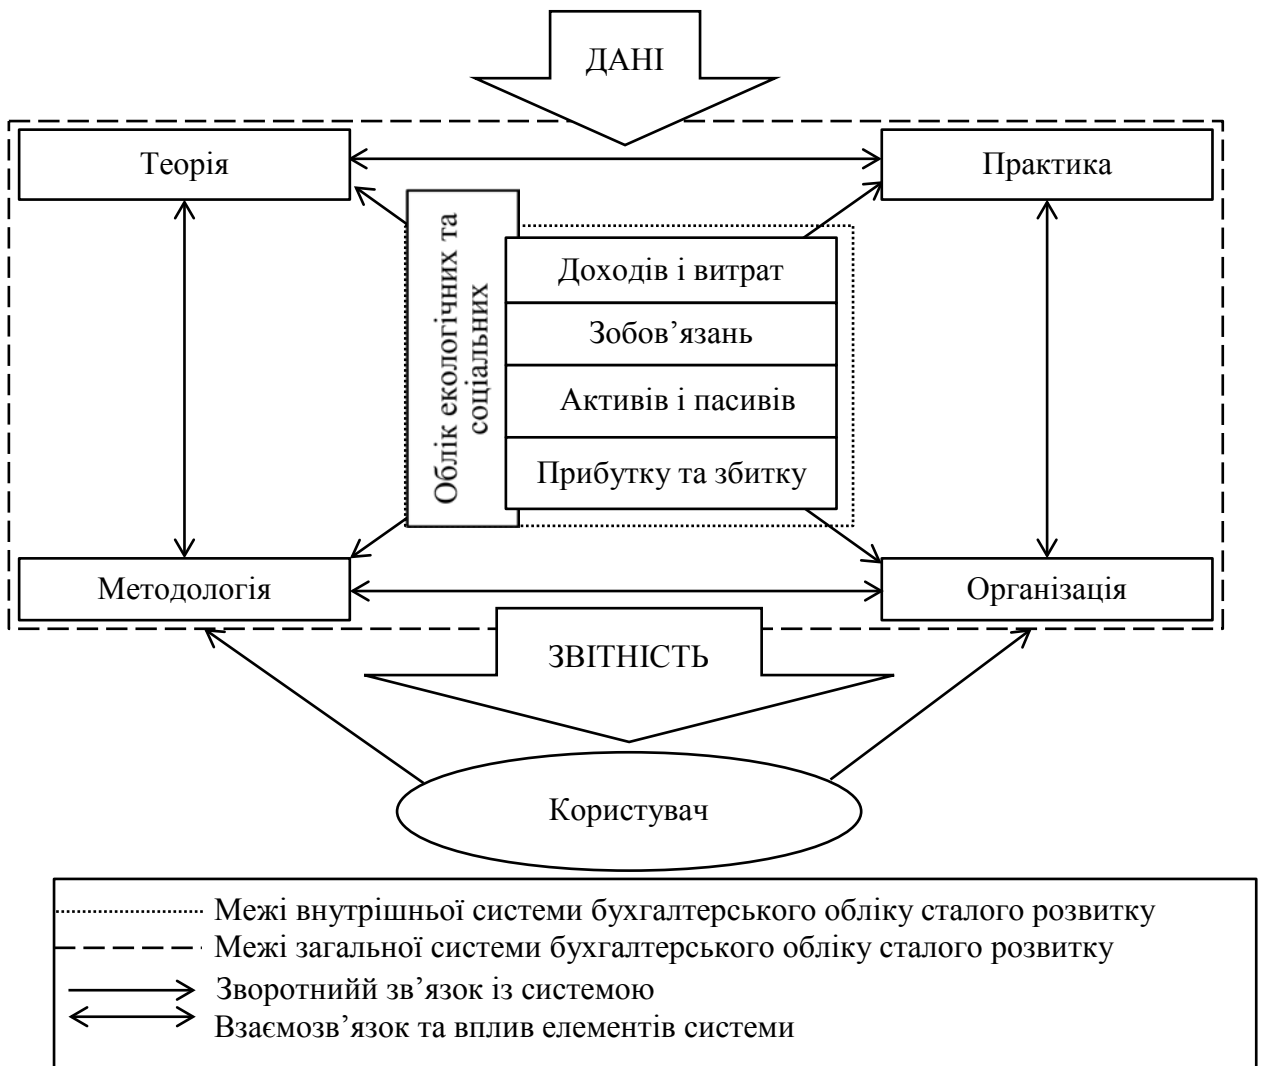 ДАНІ
Теорія
Практика
Облік екологічних та
соціальних
Доходів і витрат
Зобов’язань
Активів і пасивів
Прибутку та збитку
Методологія
Організація
ЗВІТНІСТЬ
Користувач
Межі внутрішньої системи бухгалтерського обліку сталого розвитку
Межі загальної системи бухгалтерського обліку сталого розвитку
Зворотнийй зв’язок із системою
Взаємозв’язок та вплив елементів системи